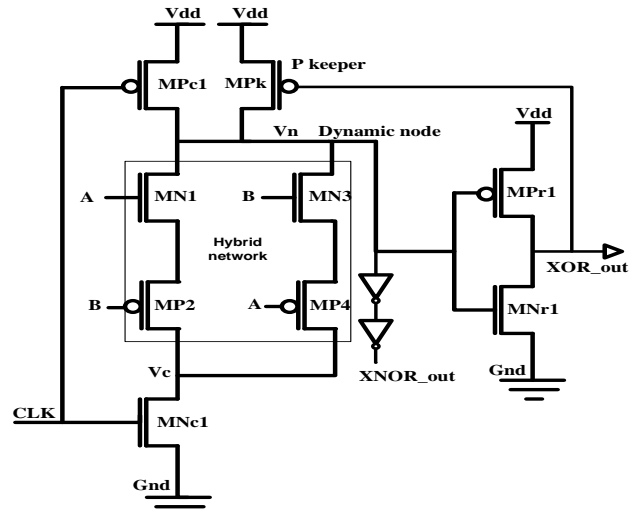 Vdd
Vdd
P keeper
MPc1
MPk
Vdd
Vn
Dynamic node
A
MN1
B
MN3
MPr1
Hybrid
network
XOR_out
B
MP2
A
MP4
MNr1
Vc
XNOR_out
Gnd
CLK
MNc1
Gnd